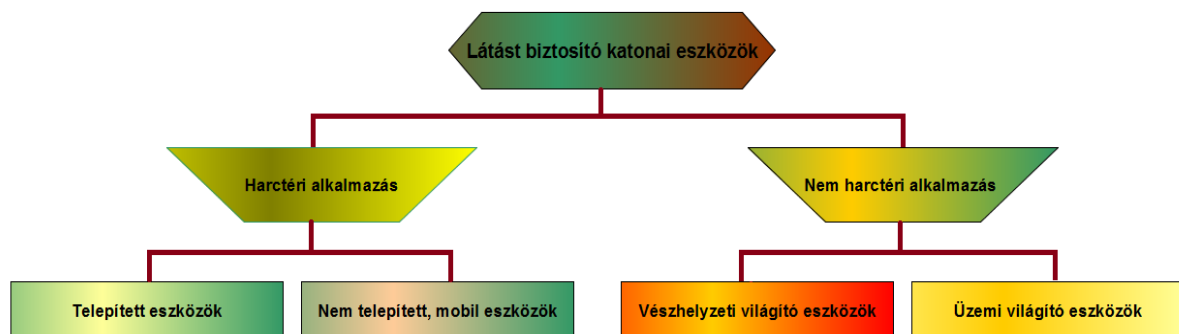 Látást biztosító katonai eszközök
Harctéri alkalmazás
Nem harctéri alkalmazás
Telepített eszközök
Nem telepített, mobil eszközök
Vészhelyzeti világító eszközök
Üzemi világító eszközök